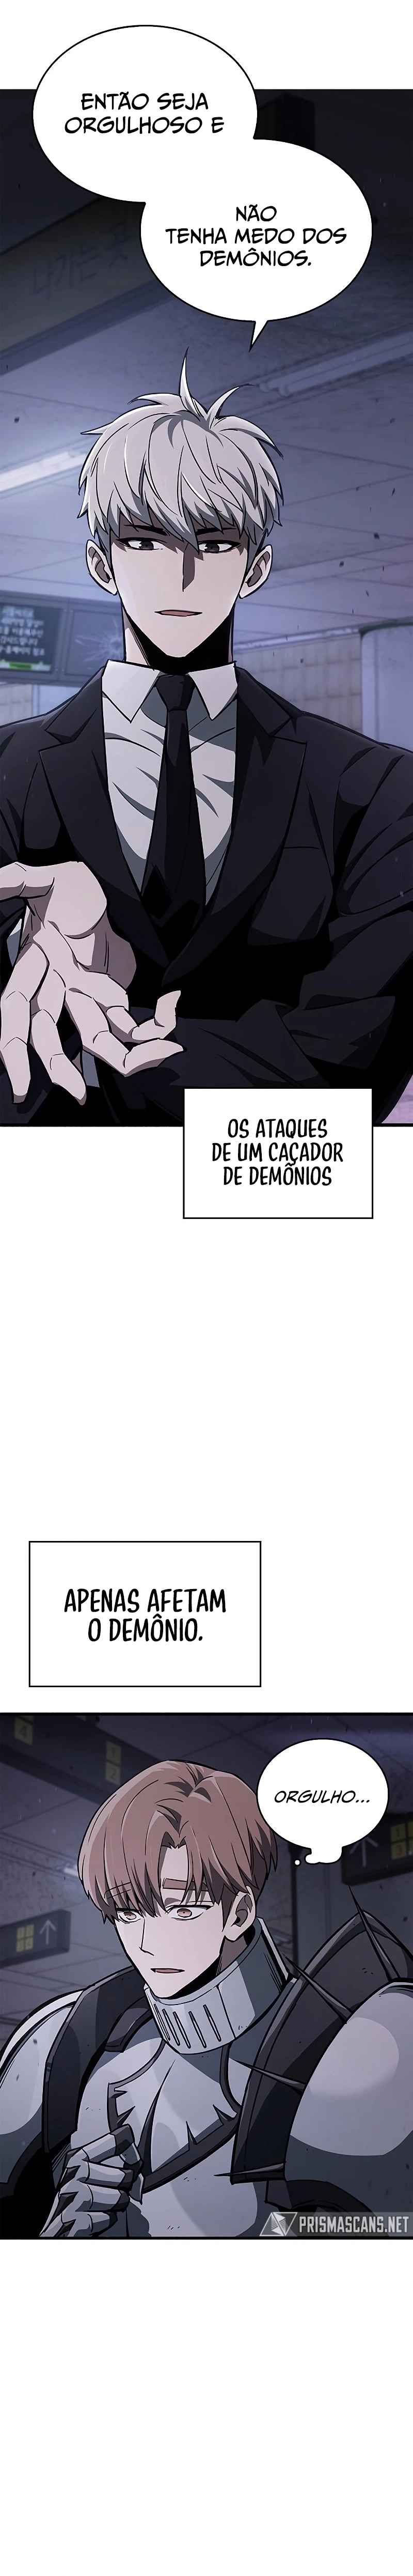 ENTÃO SEJA
ORGULHOSO E
NÃO
TENHA MEDO DOS
DEMÔNIOS.
OS ATAQUES
DE UM CAÇADOR
DE DEMÔNIOS
APENAS AFETAM
O DEMÔNIO.
ORGULHO...
PRISMASCANS.NET